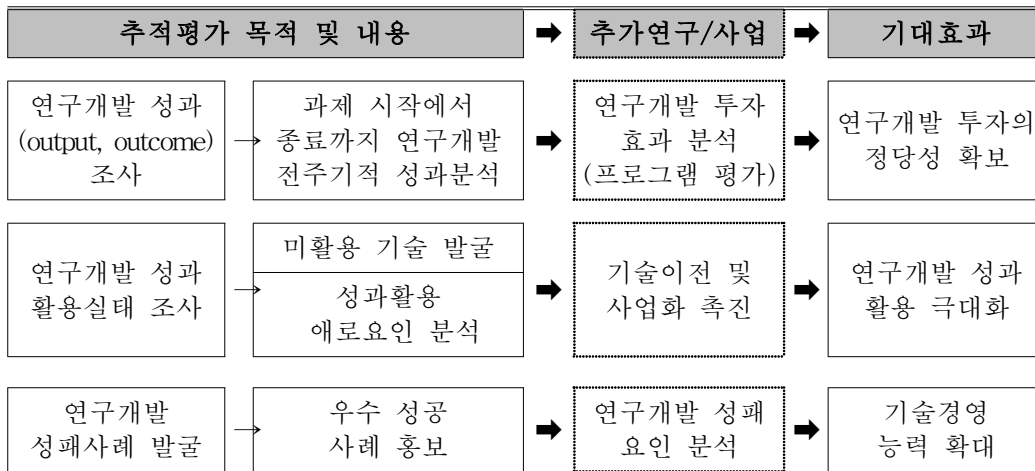 추적평가 목적 및 내용
추가연구/사업
기대효과
연구개발 성과
(output, outcome)
조사
과제 시작에서
종료까지 연구개발
전주기적 성과분석
연구개발 투자
효과 분석
(프로그램 평가)
연구개발 투자의
정당성 확보
연구개발 성과
활용실태 조사
미활용 기술 발굴
성과활용
애로요인 분석
기술이전 및
사업화 촉진
연구개발 성과
활용 극대화
연구개발
성패사례 발굴
우수 성공
사례 홍보
연구개발 성패
요인 분석
기술경영
능력 확대